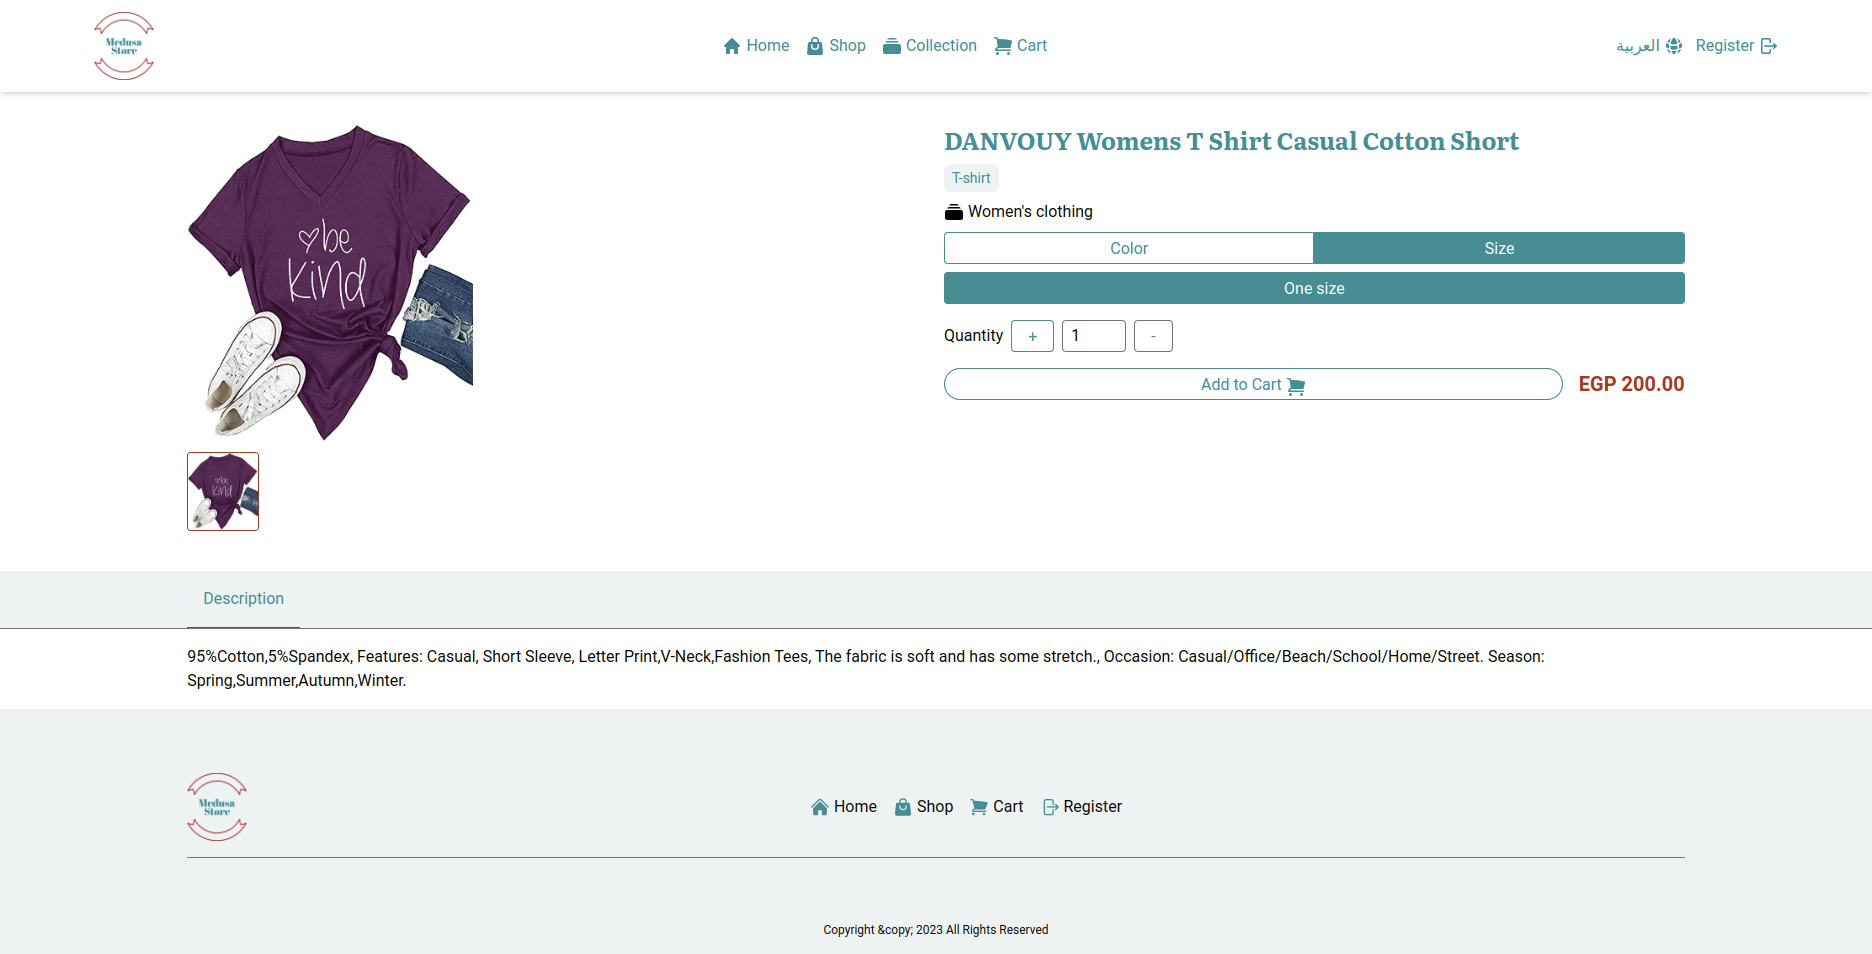 Medusa
Store
Home
Shop
Collection
Cart
العربية
Register
be
kind
DANVOUY Womens T Shirt Casual Cotton Short
T-shirt
Women's clothing
Color
Size
One size
Quantity + 1 -
Add to Cart
EGP 200.00
be
kind
Description
95%Cotton,5%Spandex, Features: Casual, Short Sleeve, Letter Print,V-Neck,Fashion Tees, The fabric is soft and has some stretch., Occasion: Casual/Office/Beach/School/Home/Street. Season:
Spring,Summer,Autumn,Winter.
Medusa
Store
Home
Shop
Cart
Register
Copyright &copy; 2023 All Rights Reserved